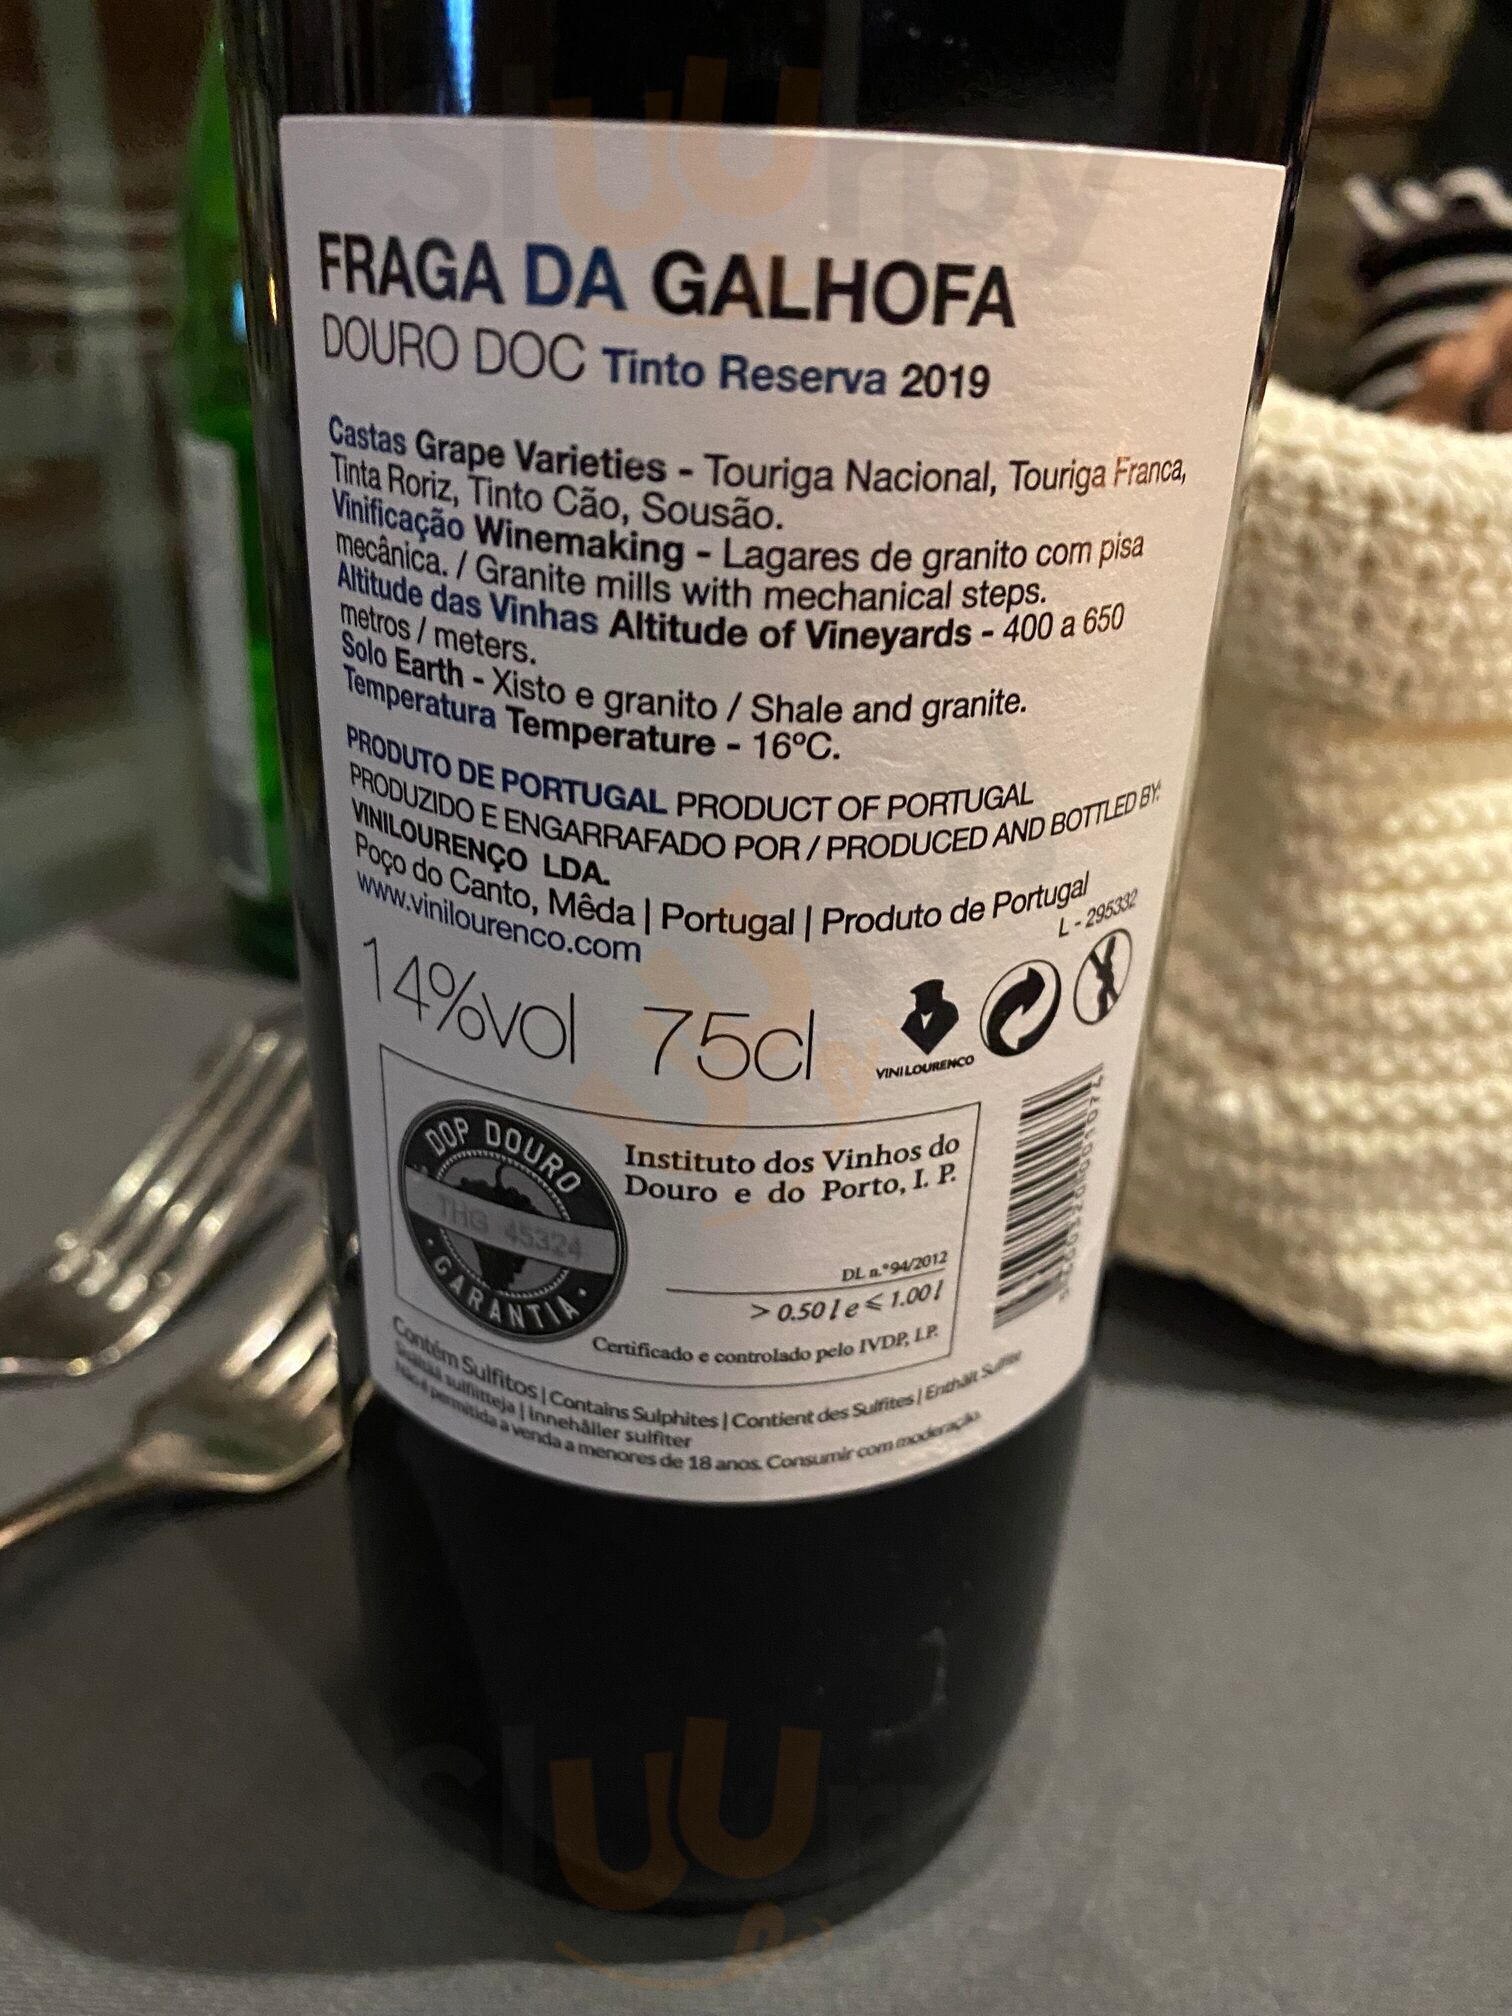 FRAGA DA GALHOFA
DOURO DOC Tinto Reserva 2019
Castas Grape Varieties - Touriga Nacional, Touriga Franca,
Tinta Roriz, Tinto Cão, Sousão.
Vinificação Winemaking - Lagares de granito com pisa
mecânica. / Granite mills with mechanical steps.
Altitude das Vinhas Altitude of Vineyards - 400 a 650
metros / meters.
Solo Earth - Xisto e granito / Shale and granite.
Temperatura Temperature - 16ºC.
PRODUTO DE PORTUGAL PRODUCT OF PORTUGAL
PRODUZIDO E ENGARRAFADO POR / PRODUCED AND BOTTLED BY:
VINILOURENÇO LDA.
Poço do Canto, Mêda | Portugal | Produto de Portugal
www.vinilourenco.com
L - 295332
14%vol 75cl
VINILOURENCO
DOP DOURO
THG 45324
GARANTIA
Instituto dos Vinhos do
Douro e do Porto, I. P.
DL n.º 94/2012
> 0.50 l e ⩽ 1.00 l
Certificado e controlado pelo IVDP, I.P.
Contém Sulfitos | Contains Sulphites | Contient des Sulfites | Enthält Sulfite
Sisältää sulfiitteja | Innehåller sulfiter
Não é permitida a venda a menores de 18 anos. Consumir com moderação.
sluurpy
sluurpy